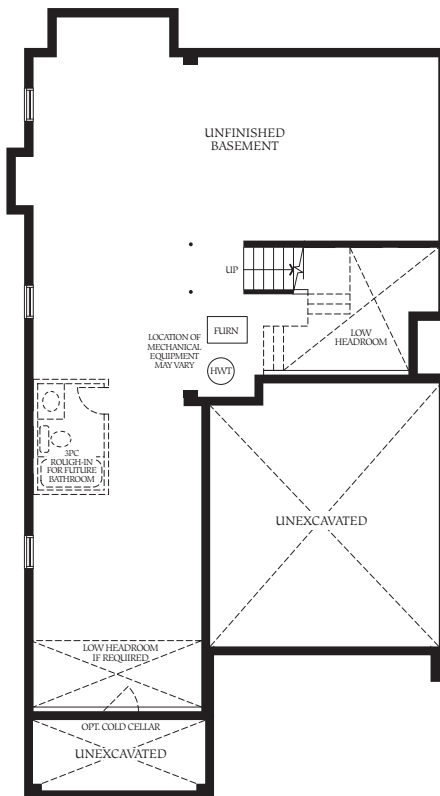 UNFINISHED
BASEMENT
UP
FURN
LOCATION OF
MECHANICAL
EQUIPMENT
MAY VARY
LOW
HEADROOM
HWT
3PC
ROUGH-IN
FOR FUTURE
BATHROOM
UNEXCAVATED
LOW HEADROOM
IF REQUIRED
OPT. COLD CELLAR
UNEXCAVATED